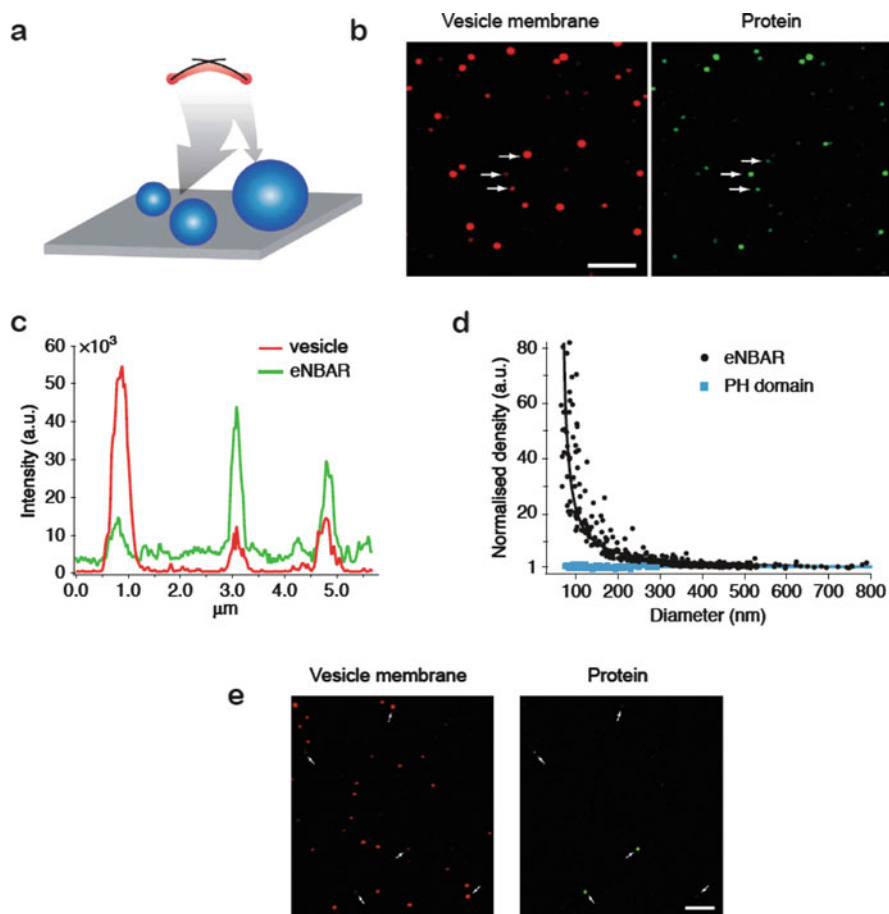 a
b
Vesicle membrane Protein
c
60 ×10³
50
40
30
20
10
0
Intensity (a.u.)
vesicle
eNBAR
0 1.0 2.0 3.0 4.0 5.0
μm
d
80
60
40
20
1
Normalised density (a.u.)
eNBAR
PH domain
100 200 300 400 500 600 700 800
Diameter (nm)
e
Vesicle membrane Protein